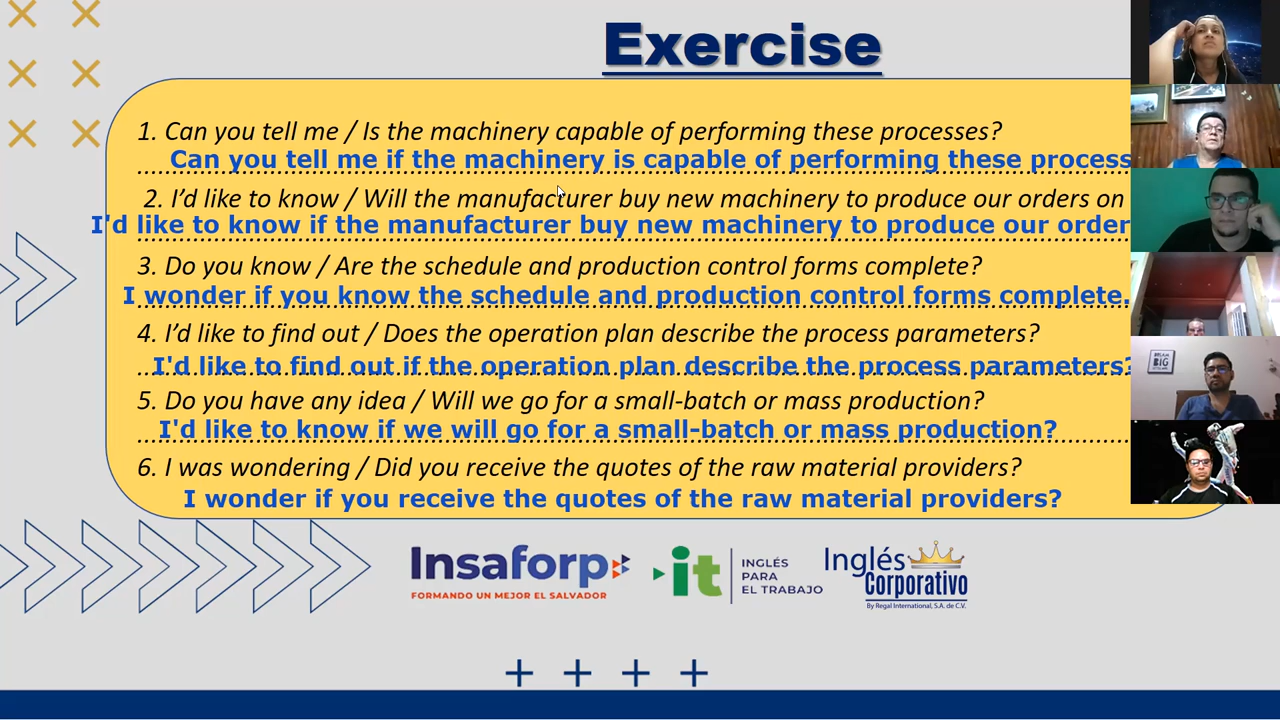 Exercise
1. Can you tell me / Is the machinery capable of performing these processes?
Can you tell me if the machinery is capable of performing these process
2. I’d like to know / Will the manufacturer buy new machinery to produce our orders on
I'd like to know if the manufacturer buy new machinery to produce our order
3. Do you know / Are the schedule and production control forms complete?
I wonder if you know the schedule and production control forms complete.
4. I’d like to find out / Does the operation plan describe the process parameters?
I'd like to find out if the operation plan describe the process parameters?
5. Do you have any idea / Will we go for a small-batch or mass production?
I'd like to know if we will go for a small-batch or mass production?
6. I was wondering / Did you receive the quotes of the raw material providers?
I wonder if you receive the quotes of the raw material providers?
Insaforp
FORMANDO UN MEJOR EL SALVADOR
it
INGLÉS
PARA
EL TRABAJO
Inglés
Corporativo
By Regal International, S.A. de C.V.